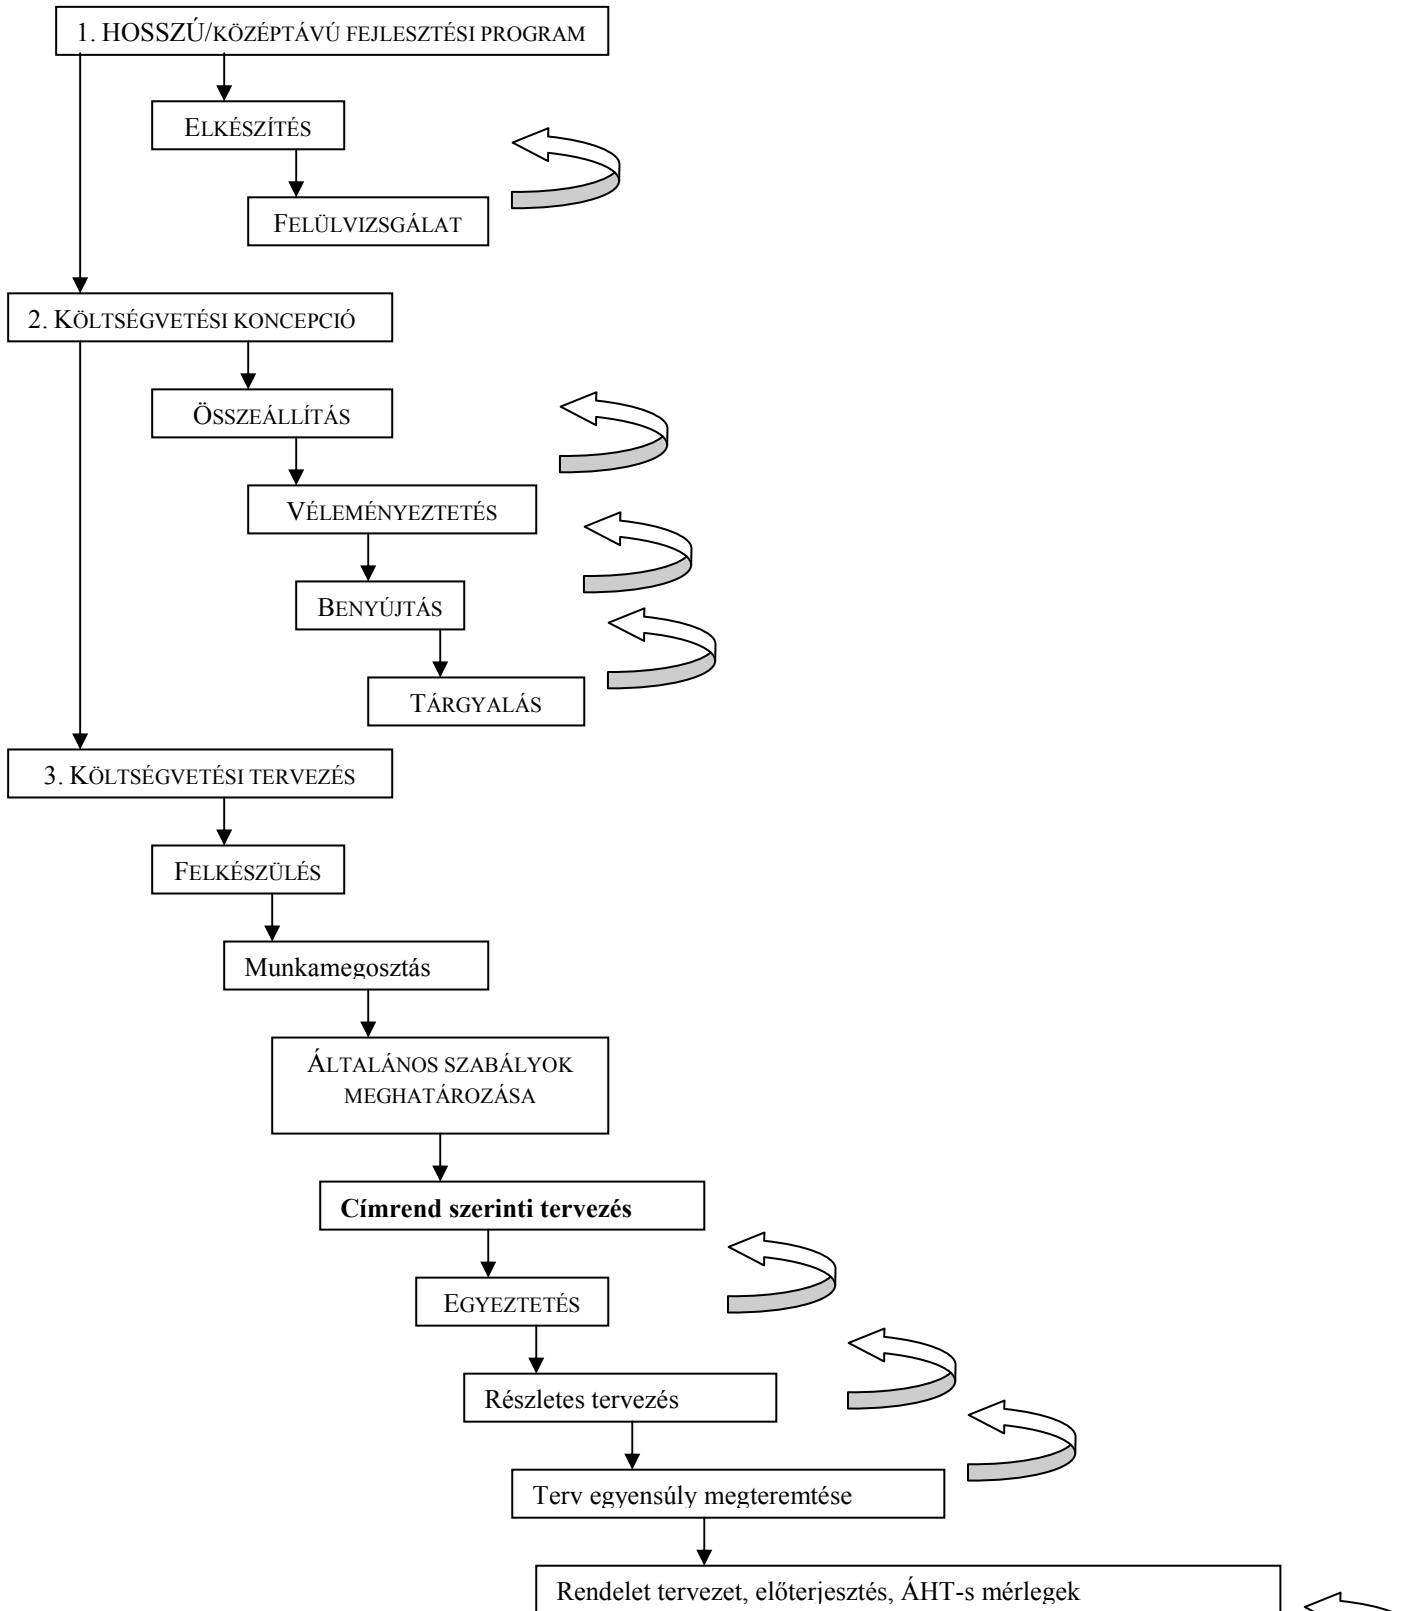 1. HOSSZÚ/KÖZÉPTÁVÚ FEJLESZTÉSI PROGRAM
ELKÉSZÍTÉS
FELÜLVIZSGÁLAT
2. KÖLTSÉGVETÉSI KONCEPCIÓ
ÖSSZEÁLLÍTÁS
VÉLEMÉNYEZTETÉS
BENYÚJTÁS
TÁRGYALÁS
3. KÖLTSÉGVETÉSI TERVEZÉS
FELKÉSZÜLÉS
Munkamegosztás
ÁLTALÁNOS SZABÁLYOK
MEGHATÁROZÁSA
Címrend szerinti tervezés
EGYEZTETÉS
Részletes tervezés
Terv egyensúly megteremtése
Rendelet tervezet, előterjesztés, ÁHT-s mérlegek